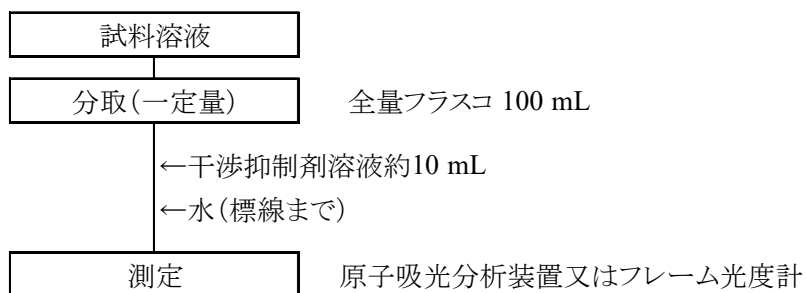 試料溶液
分取(一定量) 全量フラスコ 100 mL
←干渉抑制剤溶液約10 mL
←水(標線まで)
測定 原子吸光分析装置又はフレーム光度計